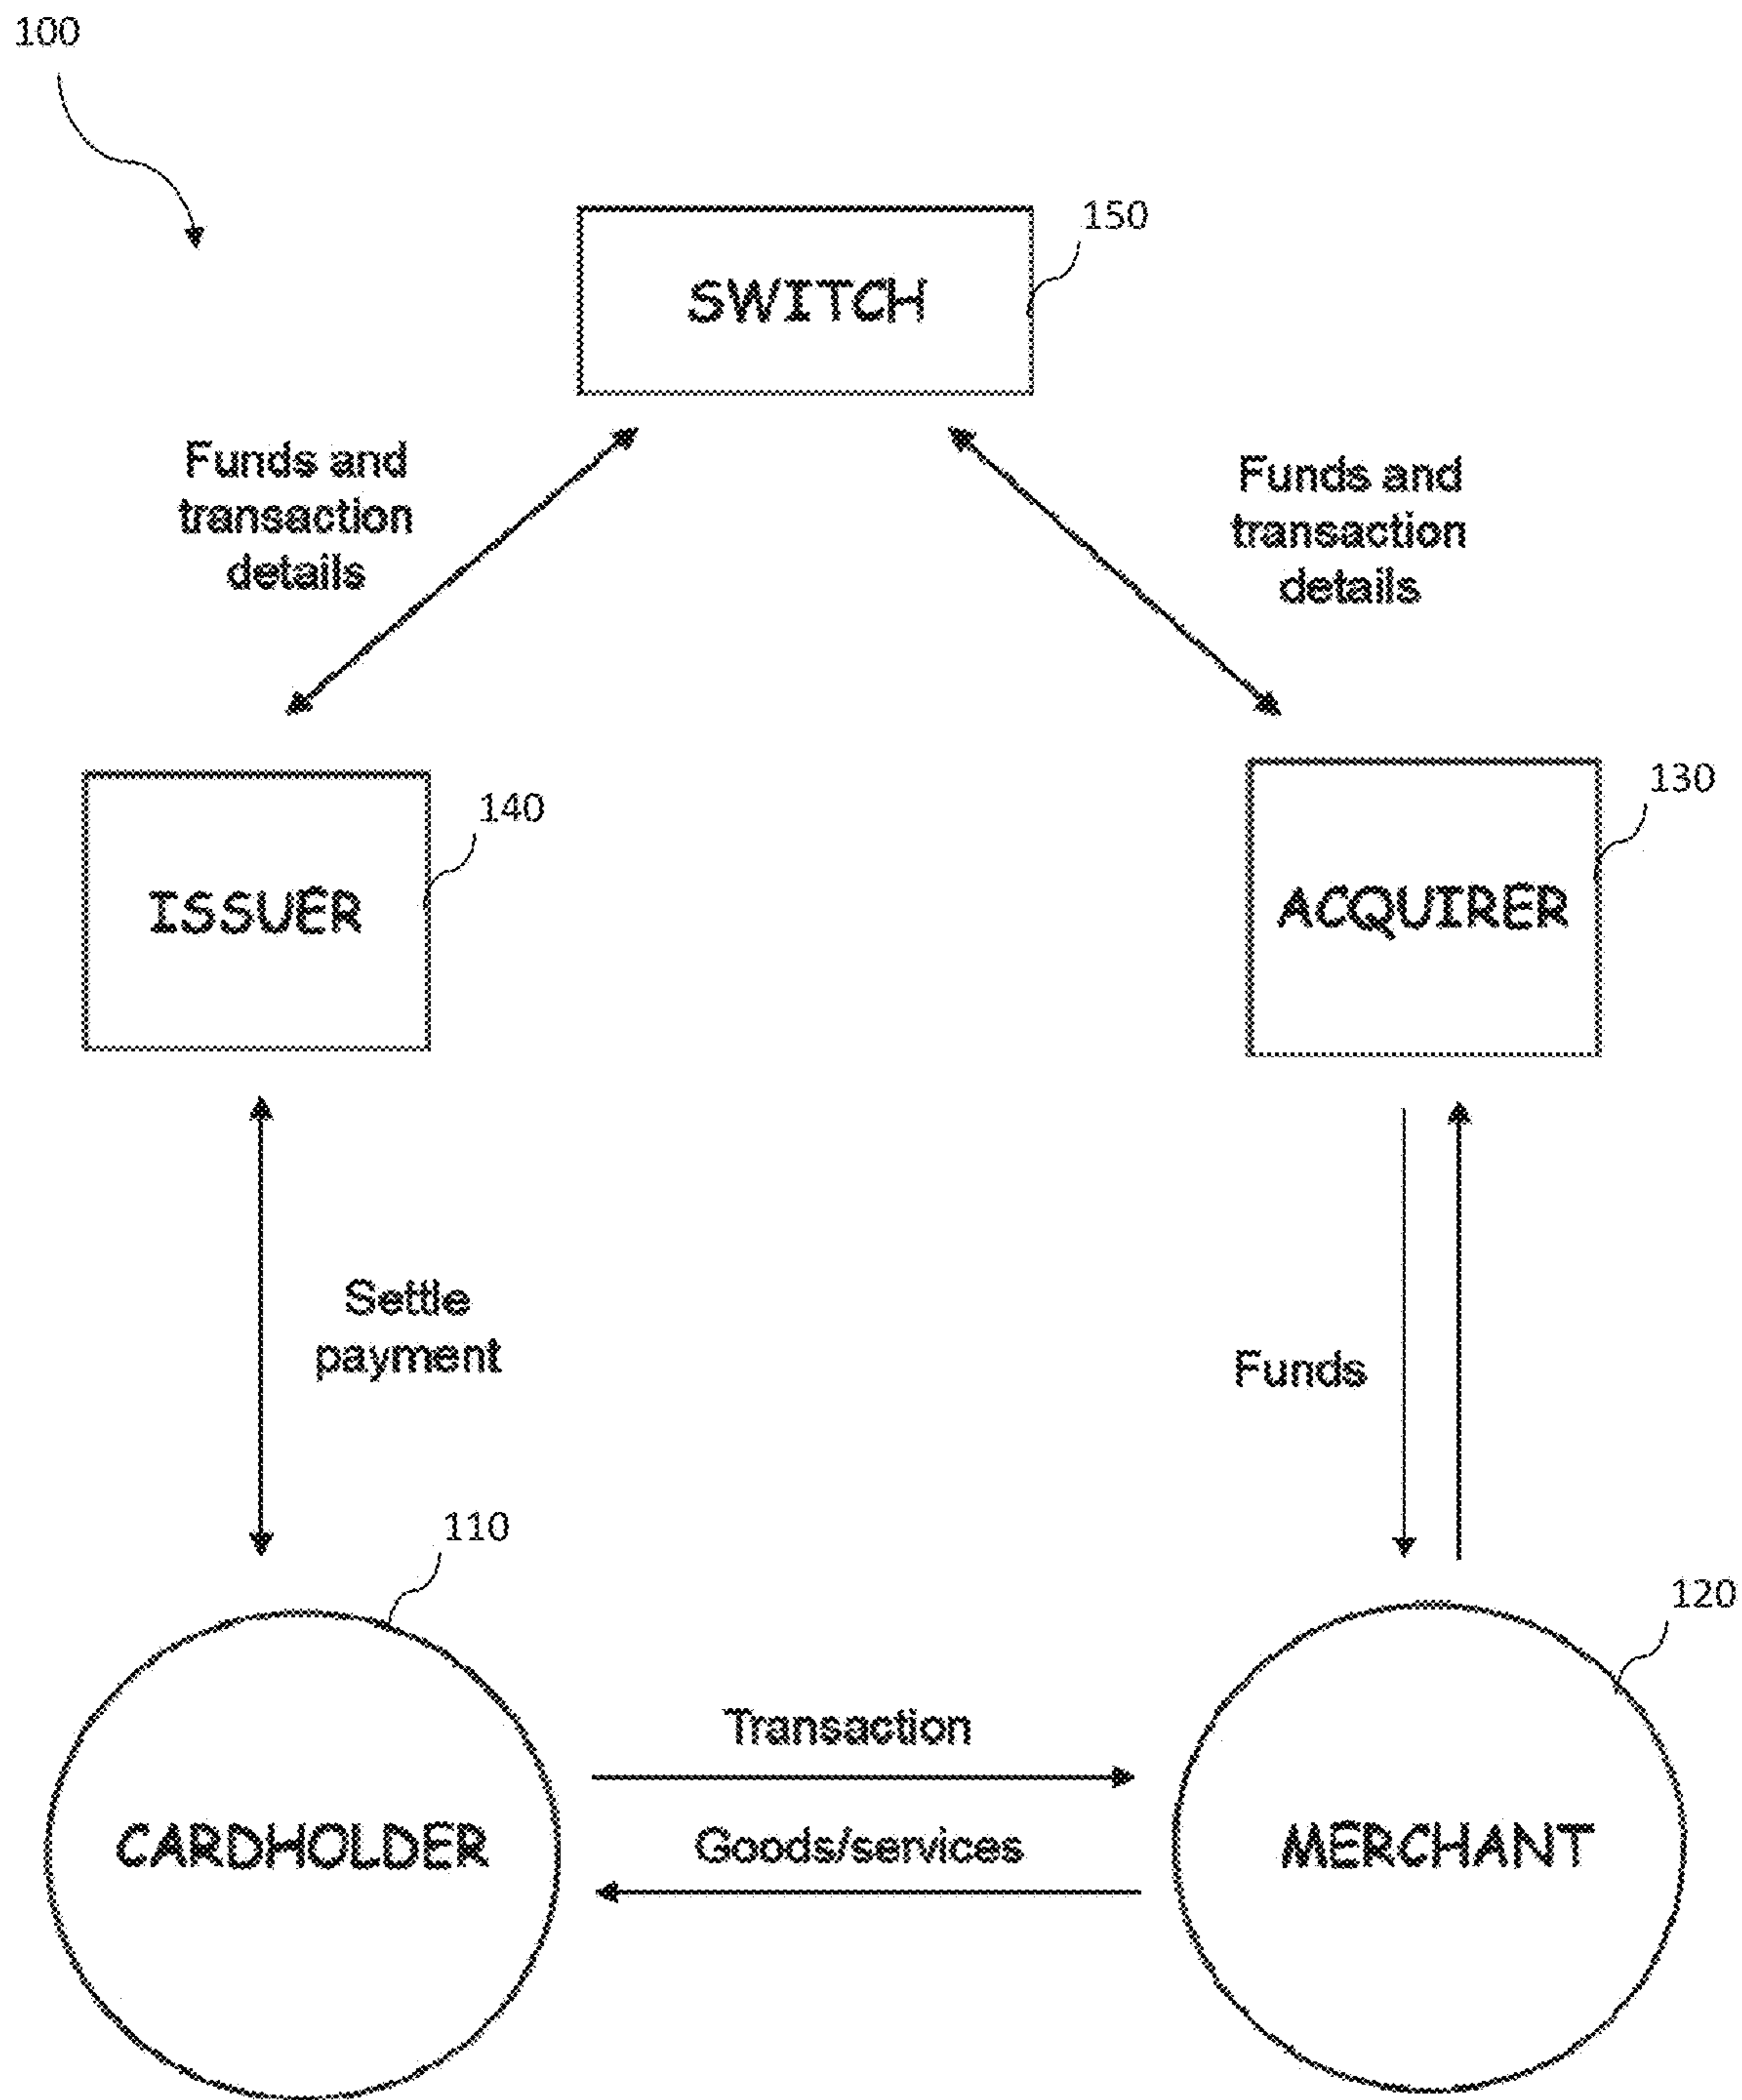 100
150
SWITCH
Funds and
transaction
details
Funds and
transaction
details
140
ISSUER
130
ACQUIRER
Settle
payment
Funds
110
CARDHOLDER
120
MERCHANT
Transaction
Goods/services